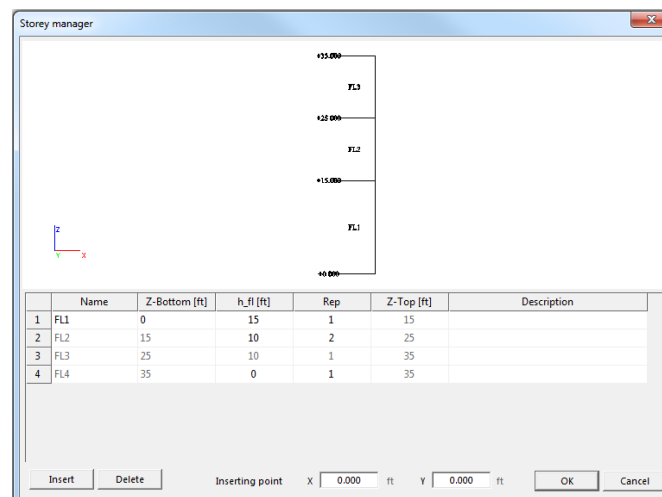 Storey manager
+35.000
FL3
+25.000
FL2
+15.000
FL1
+0.000
Z
Y X
Name Z-Bottom [ft] h_fl [ft] Rep Z-Top [ft] Description
1 FL1 0 15 1 15
2 FL2 15 10 2 25
3 FL3 25 10 1 35
4 FL4 35 0 1 35
Insert Delete Inserting point X 0.000 ft Y 0.000 ft OK Cancel